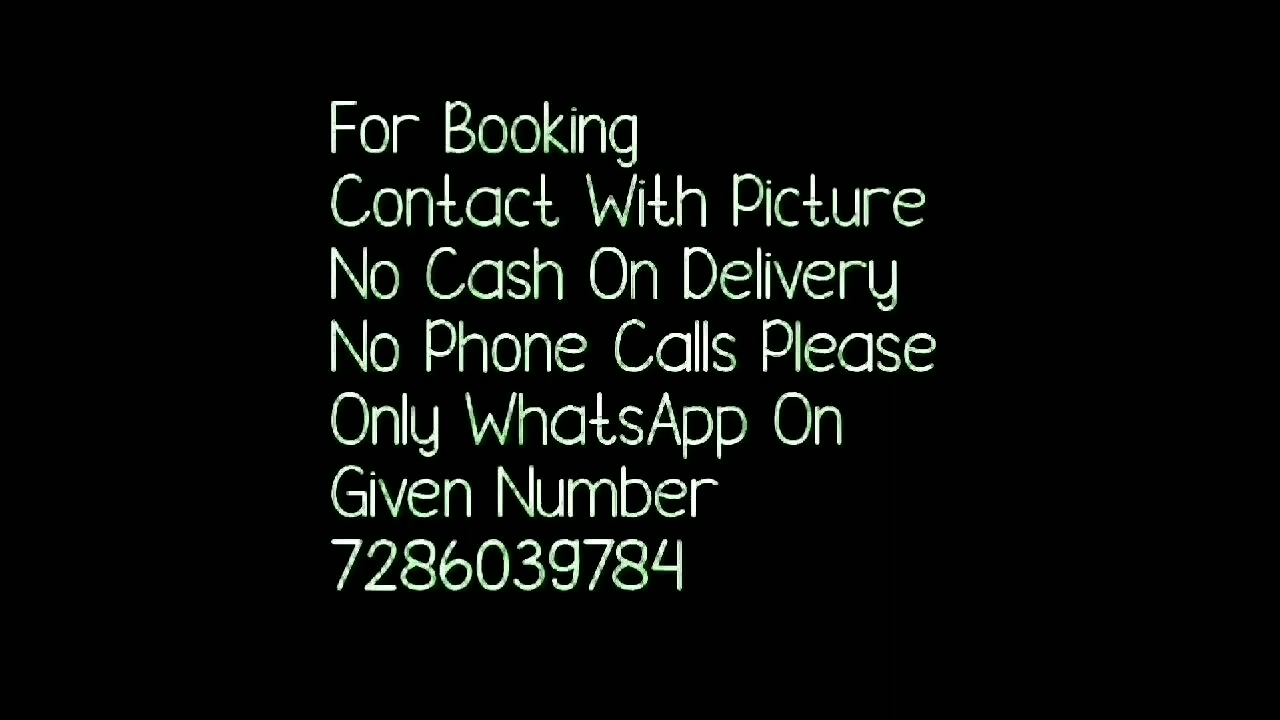 For Booking
Contact With Picture
No Cash On Delivery
No Phone Calls Please
Only WhatsApp On
Given Number
7286039784